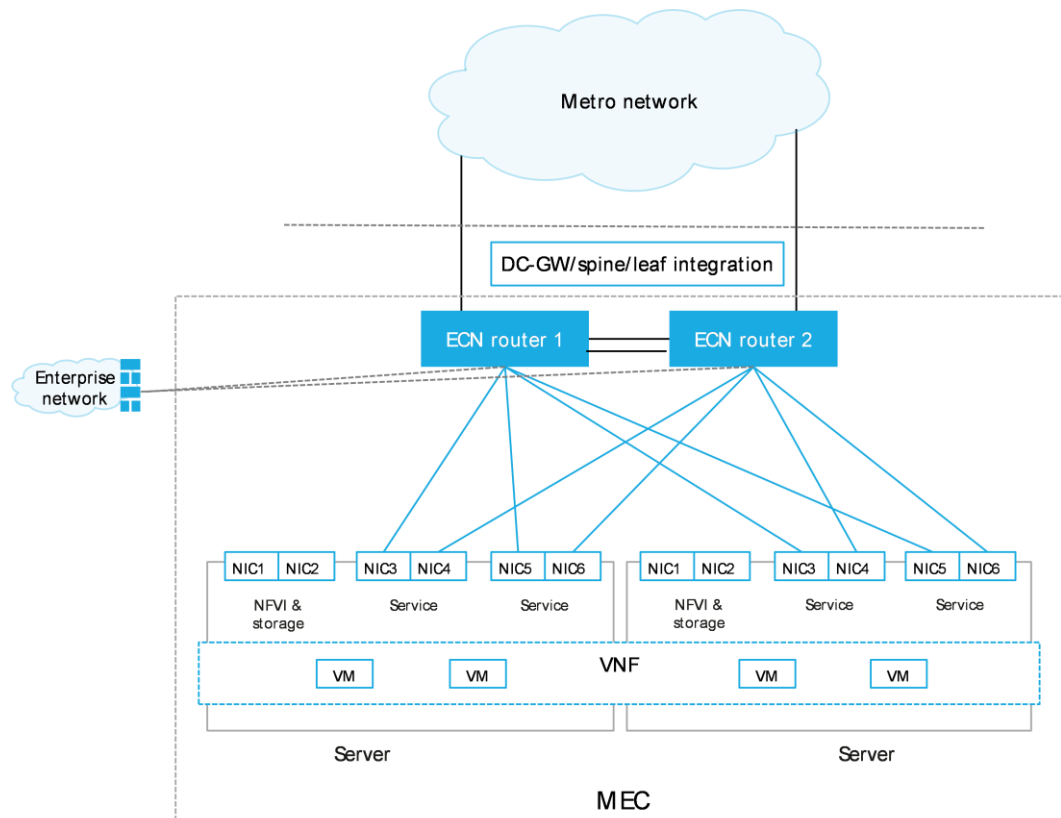 Metro network
DC-GW/spine/leaf integration
ECN router 1
ECN router 2
Enterprise
network
NIC1 NIC2 NIC3 NIC4 NIC5 NIC6
NIC1 NIC2 NIC3 NIC4 NIC5 NIC6
NFVI &
storage
Service
Service
NFVI &
storage
Service
Service
VNF
VM
VM
VM
VM
Server
Server
MEC